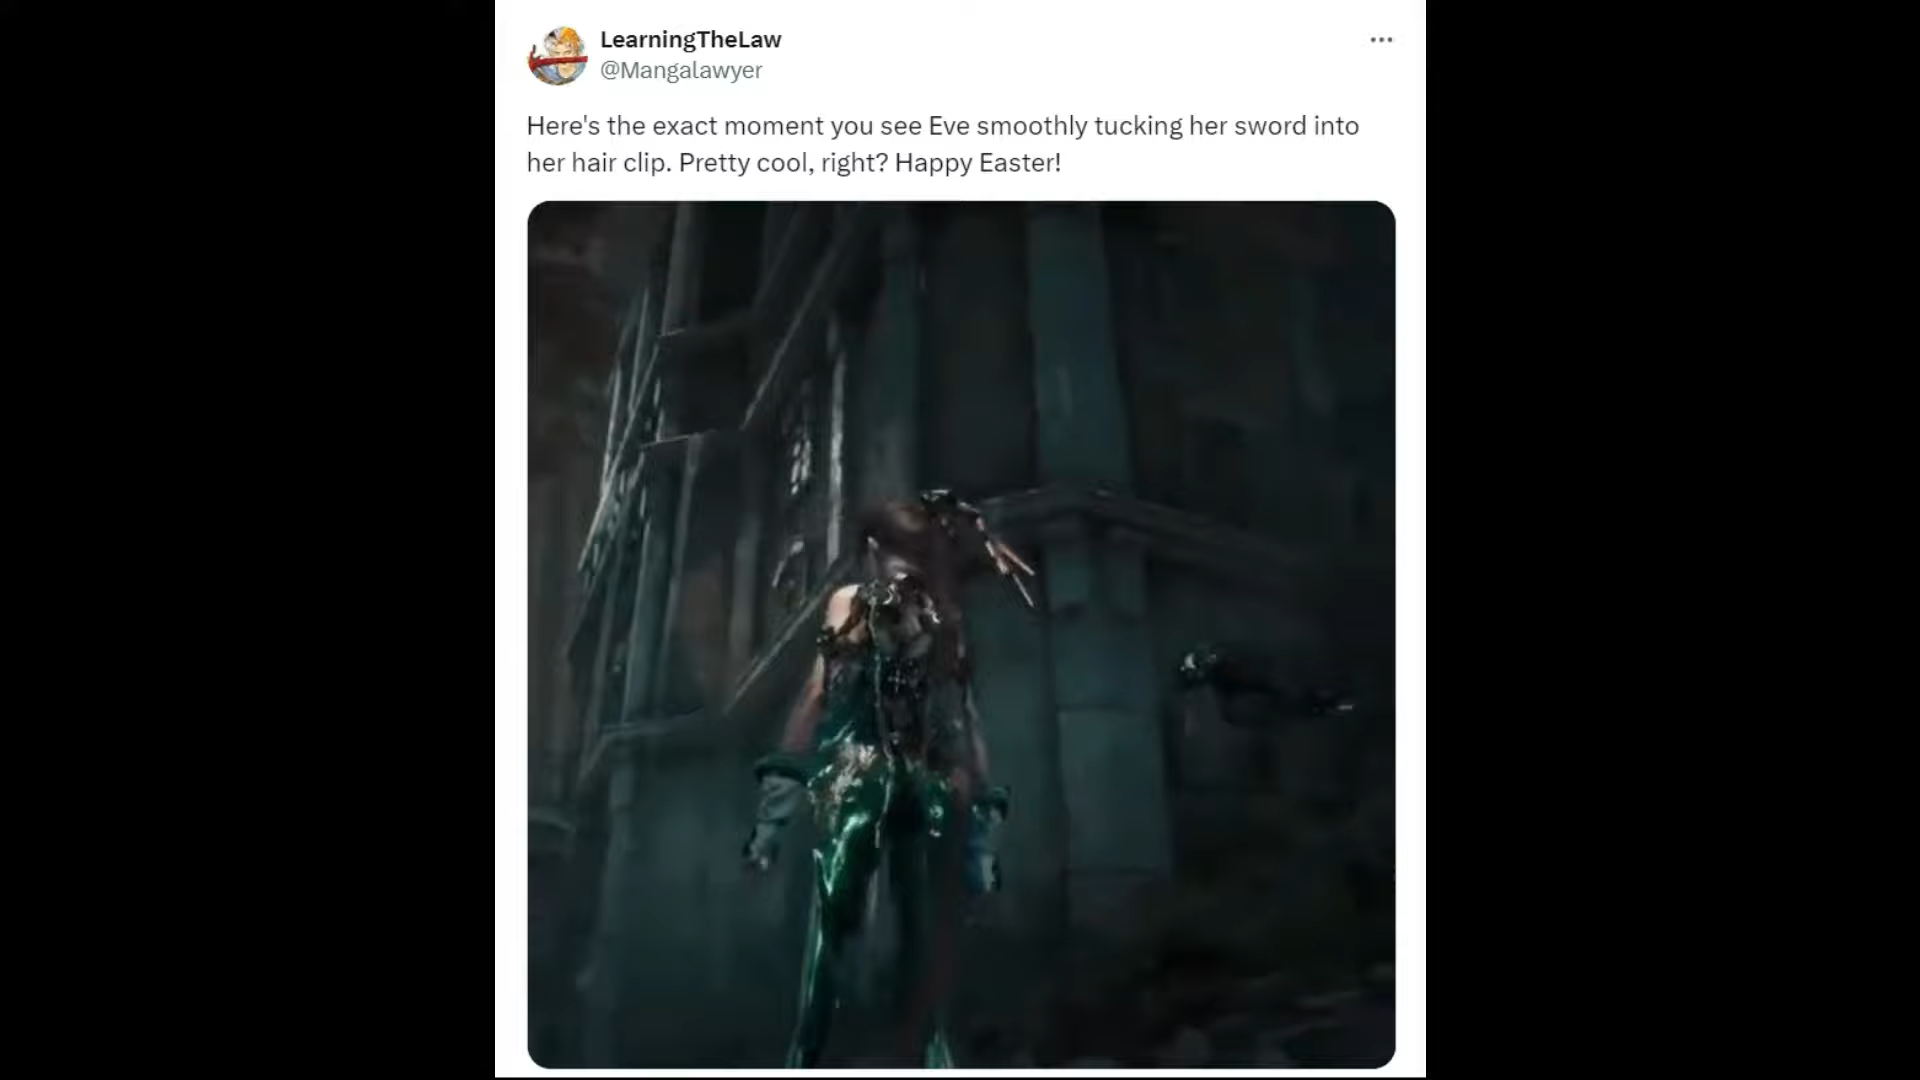 LearningTheLaw
@Mangalawyer
Here's the exact moment you see Eve smoothly tucking her sword into
her hair clip. Pretty cool, right? Happy Easter!